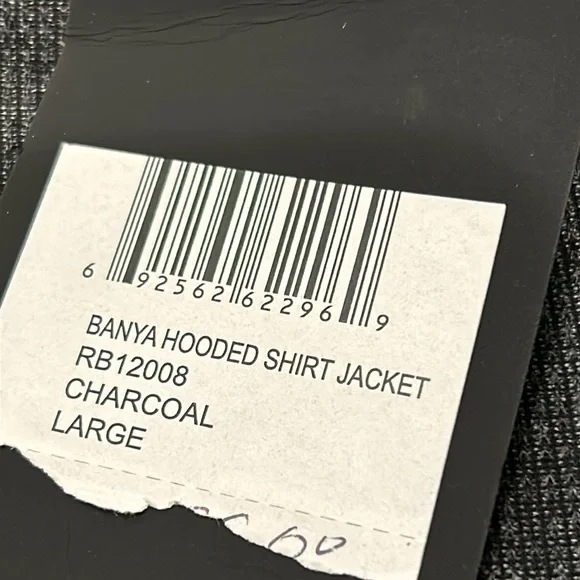 6 92562 62296 9
BANYA HOODED SHIRT JACKET
RB12008
CHARCOAL
LARGE